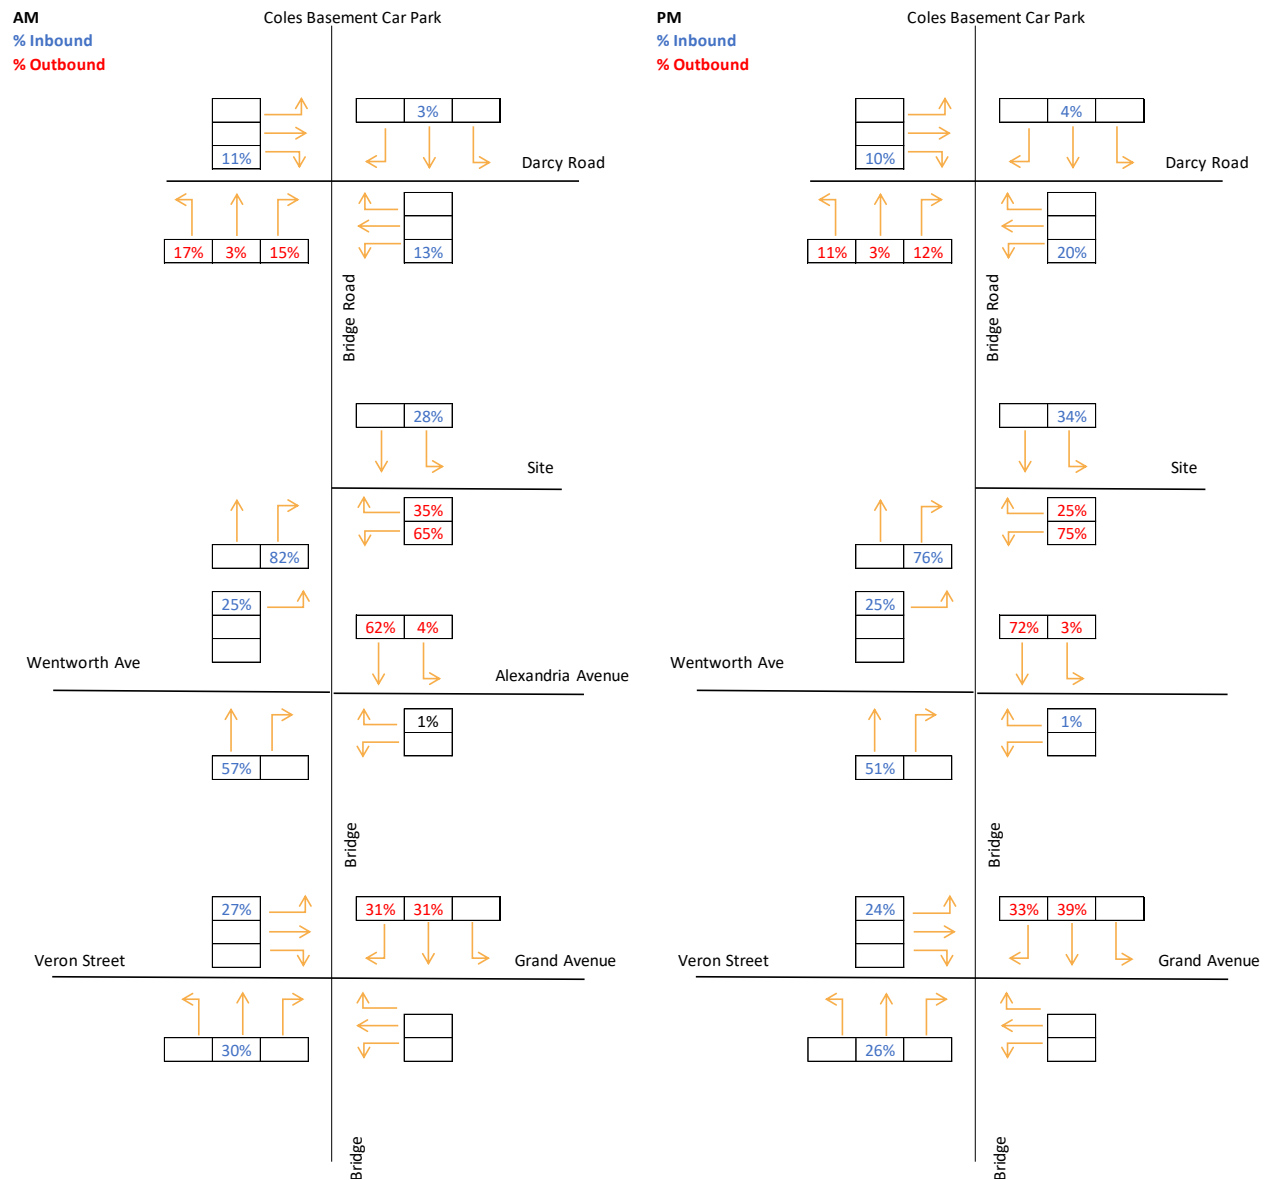 AM
Coles Basement Car Park
% Inbound
% Outbound
3%
11%
Darcy Road
17% 3% 15%
13%
Bridge Road
28%
Site
35%
65%
82%
25%
62% 4%
Wentworth Ave
Alexandria Avenue
1%
57%
Bridge
27%
31% 31%
Veron Street
Grand Avenue
30%
Bridge
PM
Coles Basement Car Park
% Inbound
% Outbound
4%
10%
Darcy Road
11% 3% 12%
20%
Bridge Road
34%
Site
25%
75%
76%
25%
72% 3%
Wentworth Ave
1%
51%
Bridge
24%
33% 39%
Veron Street
Grand Avenue
26%
Bridge